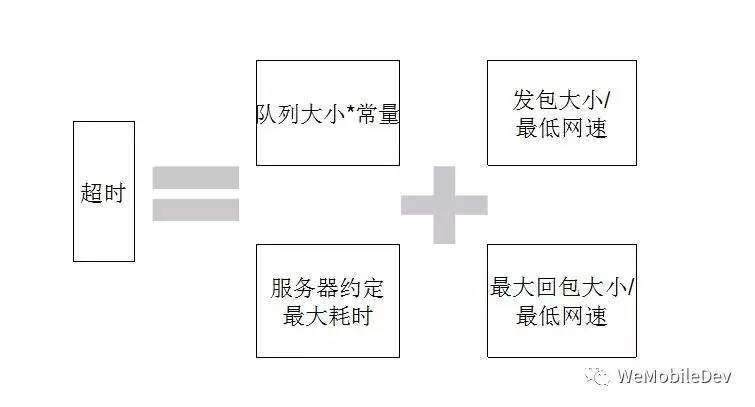 超时
队列大小*常量
发包大小/
最低网速
服务器约定
最大耗时
最大回包大小/
最低网速
WeMobileDev